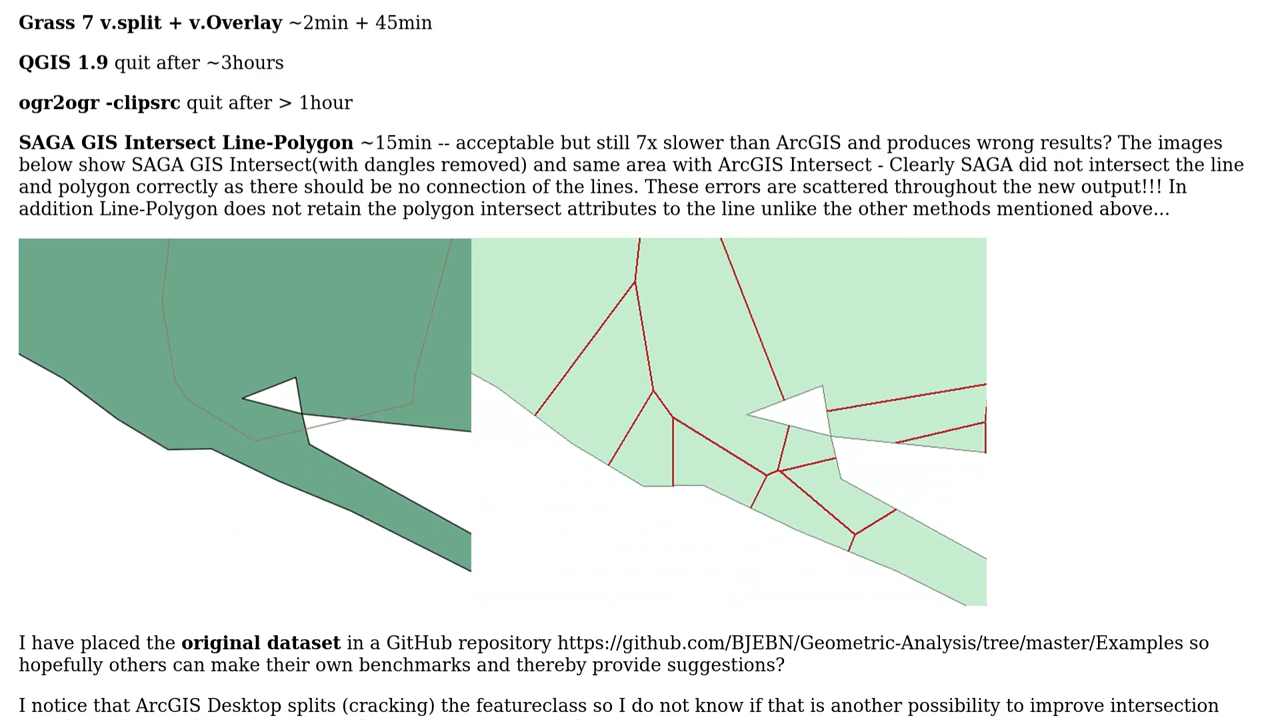 Grass 7 v.split + v.Overlay ~2min + 45min
QGIS 1.9 quit after ~3hours
ogr2ogr -clipsrc quit after > 1hour
SAGA GIS Intersect Line-Polygon ~15min -- acceptable but still 7x slower than ArcGIS and produces wrong results? The images
below show SAGA GIS Intersect(with dangles removed) and same area with ArcGIS Intersect - Clearly SAGA did not intersect the line
and polygon correctly as there should be no connection of the lines. These errors are scattered throughout the new output!!! In
addition Line-Polygon does not retain the polygon intersect attributes to the line unlike the other methods mentioned above...
I have placed the original dataset in a GitHub repository https://github.com/BJEBN/Geometric-Analysis/tree/master/Examples so
hopefully others can make their own benchmarks and thereby provide suggestions?
I notice that ArcGIS Desktop splits (cracking) the featureclass so I do not know if that is another possibility to improve intersection